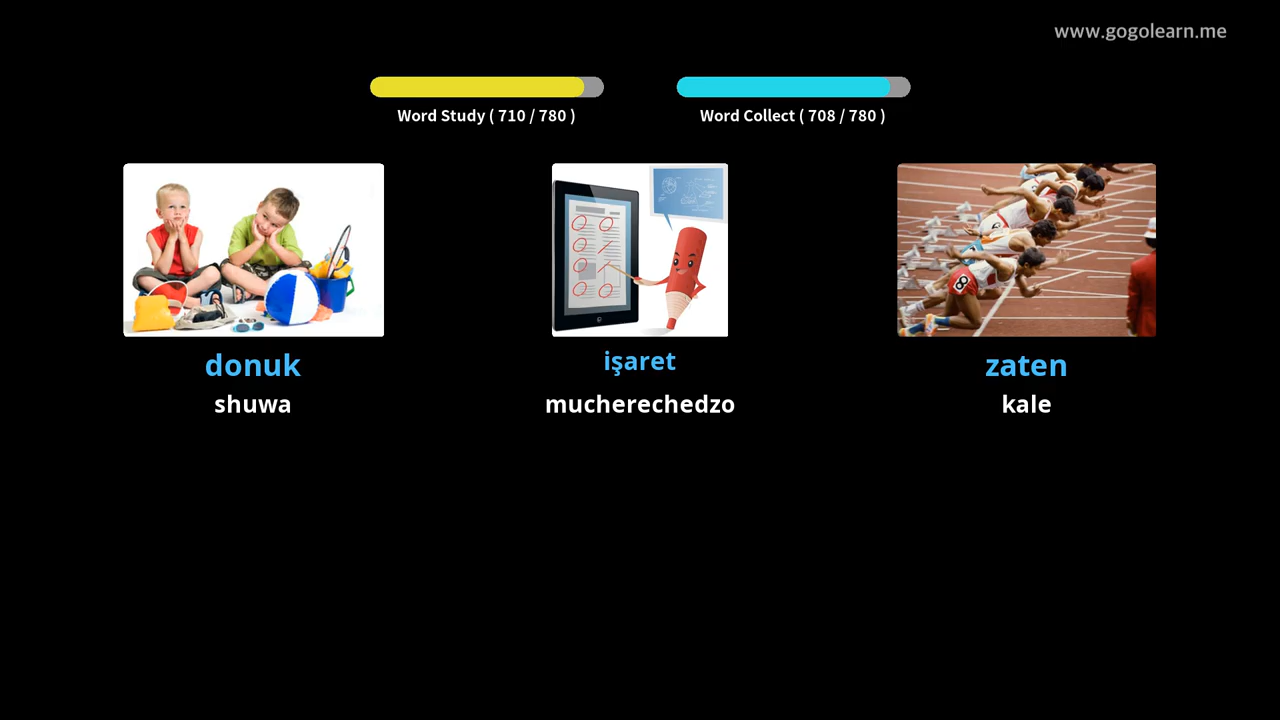 www.gogolearn.me
Word Study ( 710 / 780 )
Word Collect ( 708 / 780 )
donuk
işaret
zaten
shuwa
mucherechedzo
kale